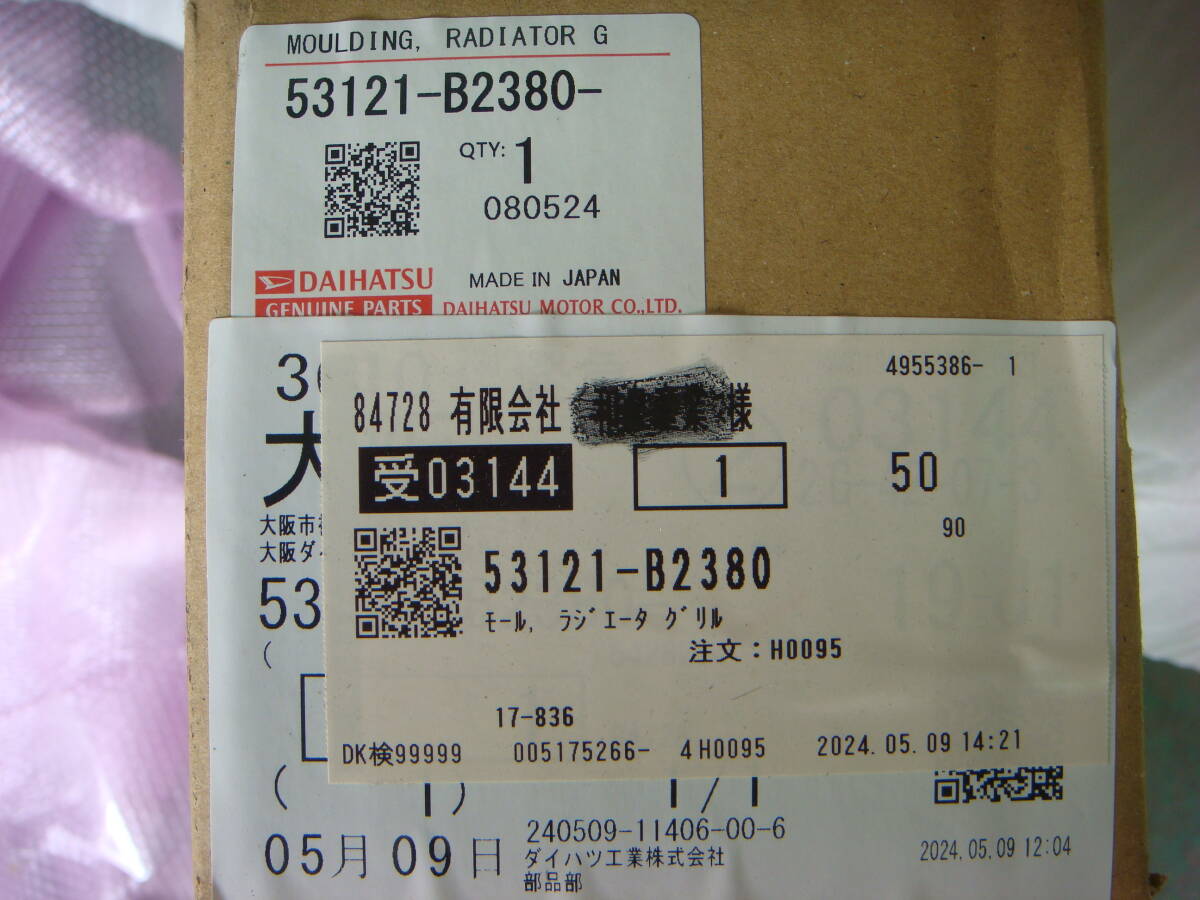 MOULDING, RADIATOR G
53121-B2380-
QTY: 1
080524
DAIHATSU
MADE IN JAPAN
GENUINE PARTS
DAIHATSU MOTOR CO.,LTD.
4955386- 1
84728 有限会社 様
受03144
1
50
90
53121-B2380
モール, ラジエータ グリル
注文：H0095
17-836
DK検99999 005175266- 4H0095 2024.05.09 14:21
3
大
大阪市
大阪ダ
53
(
( 1)
1/1
05月 09日
240509-11406-00-6
ダイハツ工業株式会社
部品部
2024.05.09 12:04